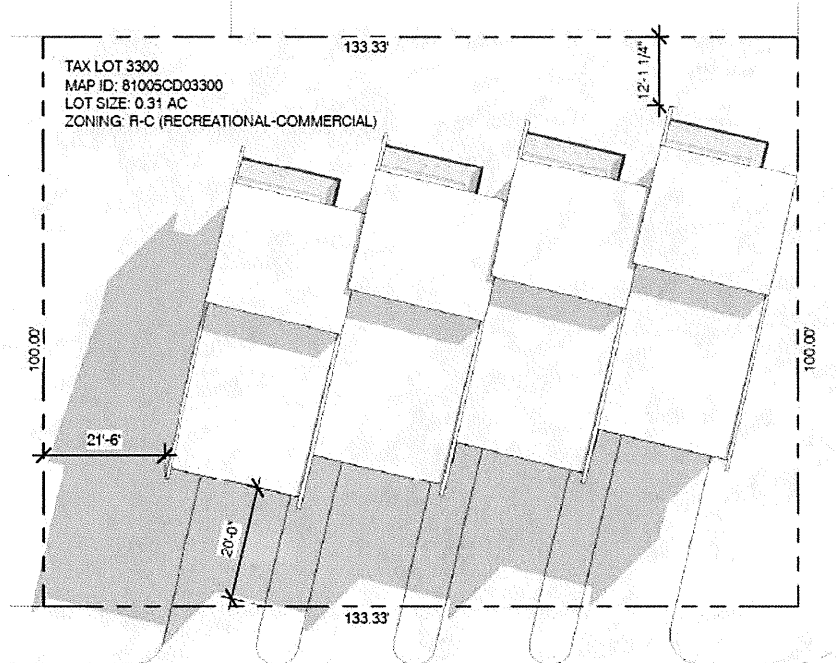 133.33'
TAX LOT 3300
MAP ID: 81005CD03300
LOT SIZE: 0.31 AC
ZONING: R-C (RECREATIONAL-COMMERCIAL)
12'-1 1/4"
100.00'
100.00'
21'-6"
20'-0"
133.33'